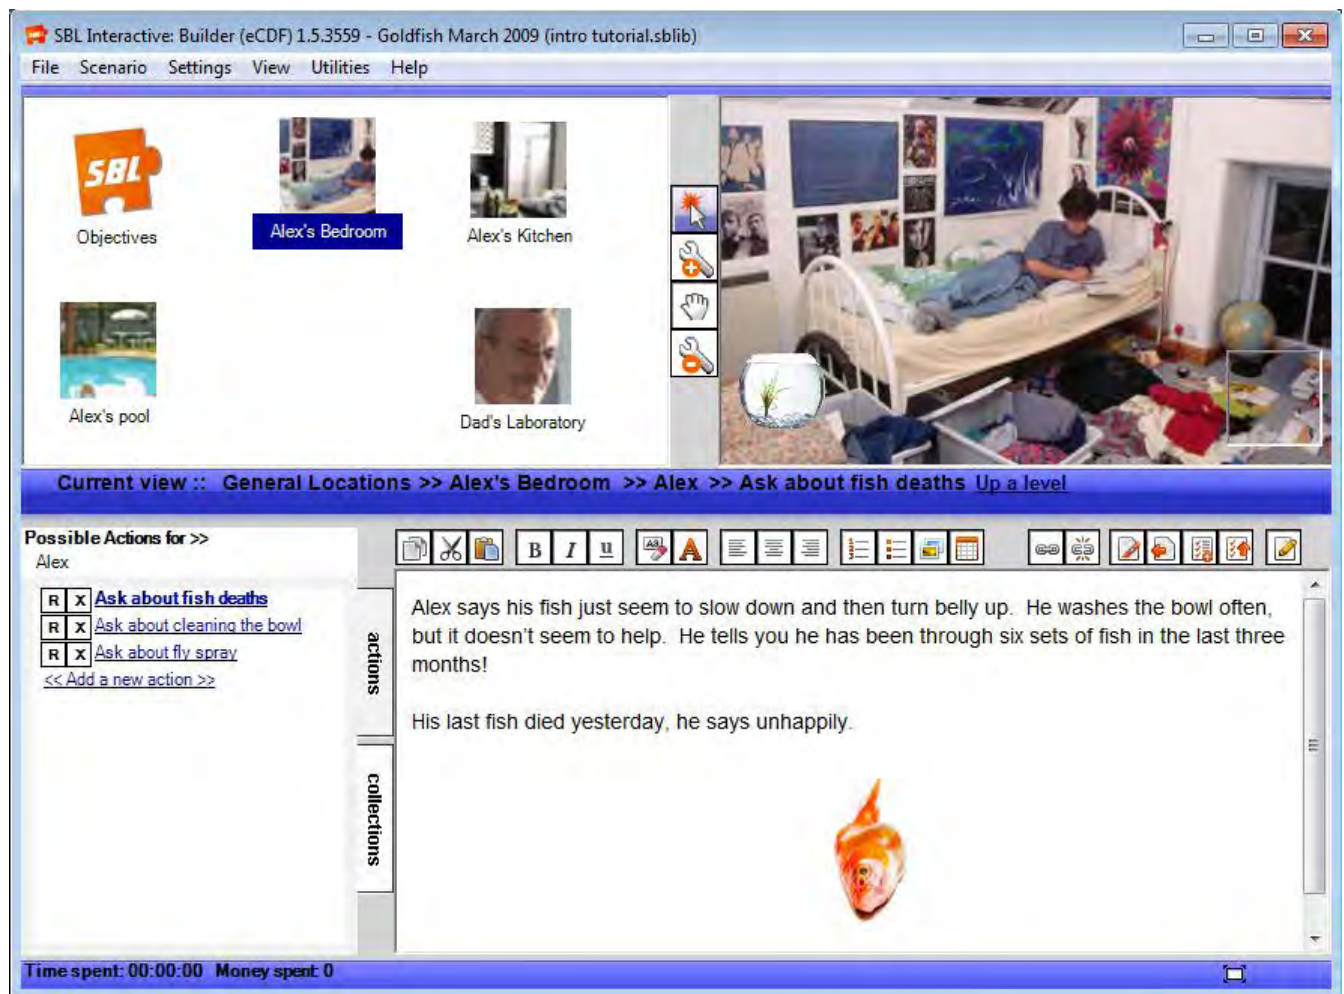 SBL Interactive: Builder (eCDF) 1.5.3559 - Goldfish March 2009 (intro tutorial.sblib)
File Scenario Settings View Utilities Help
SBL
Objectives
Alex's Bedroom
Alex's Kitchen
Alex's pool
Dad's Laboratory
Current view :: General Locations >> Alex's Bedroom >> Alex >> Ask about fish deaths Up a level
Possible Actions for >>
Alex
R X Ask about fish deaths
R X Ask about cleaning the bowl
R X Ask about fly spray
<< Add a new action >>
actions
collections
B I u
Alex says his fish just seem to slow down and then turn belly up. He washes the bowl often,
but it doesn't seem to help. He tells you he has been through six sets of fish in the last three
months!
His last fish died yesterday, he says unhappily.
Time spent: 00:00:00 Money spent: 0